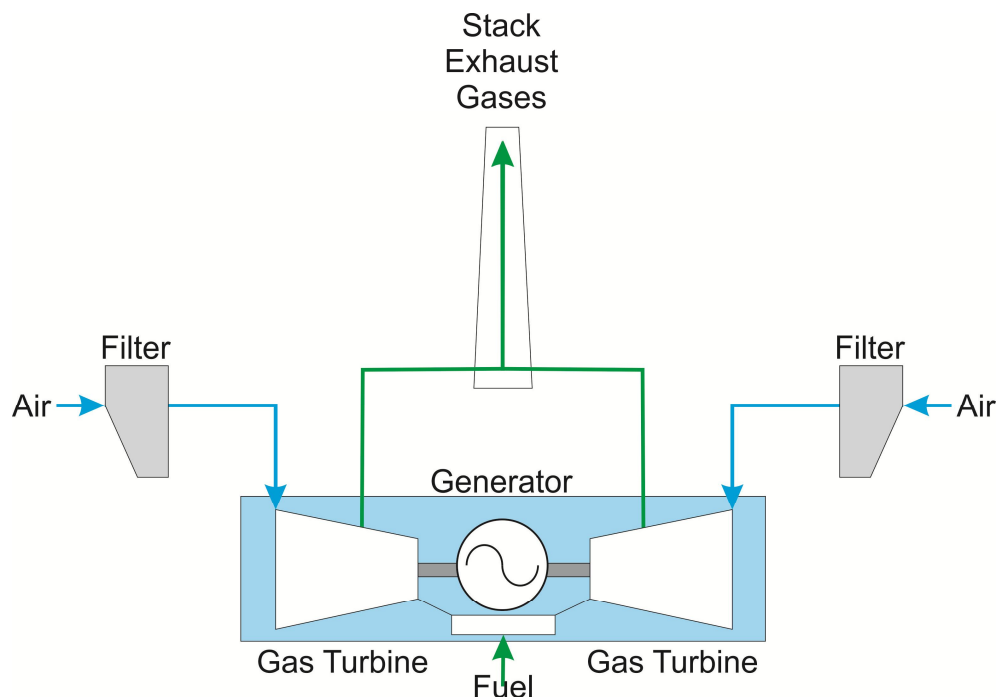 Stack
Exhaust
Gases
Filter
Filter
Air
Air
Generator
Gas Turbine
Gas Turbine
Fuel